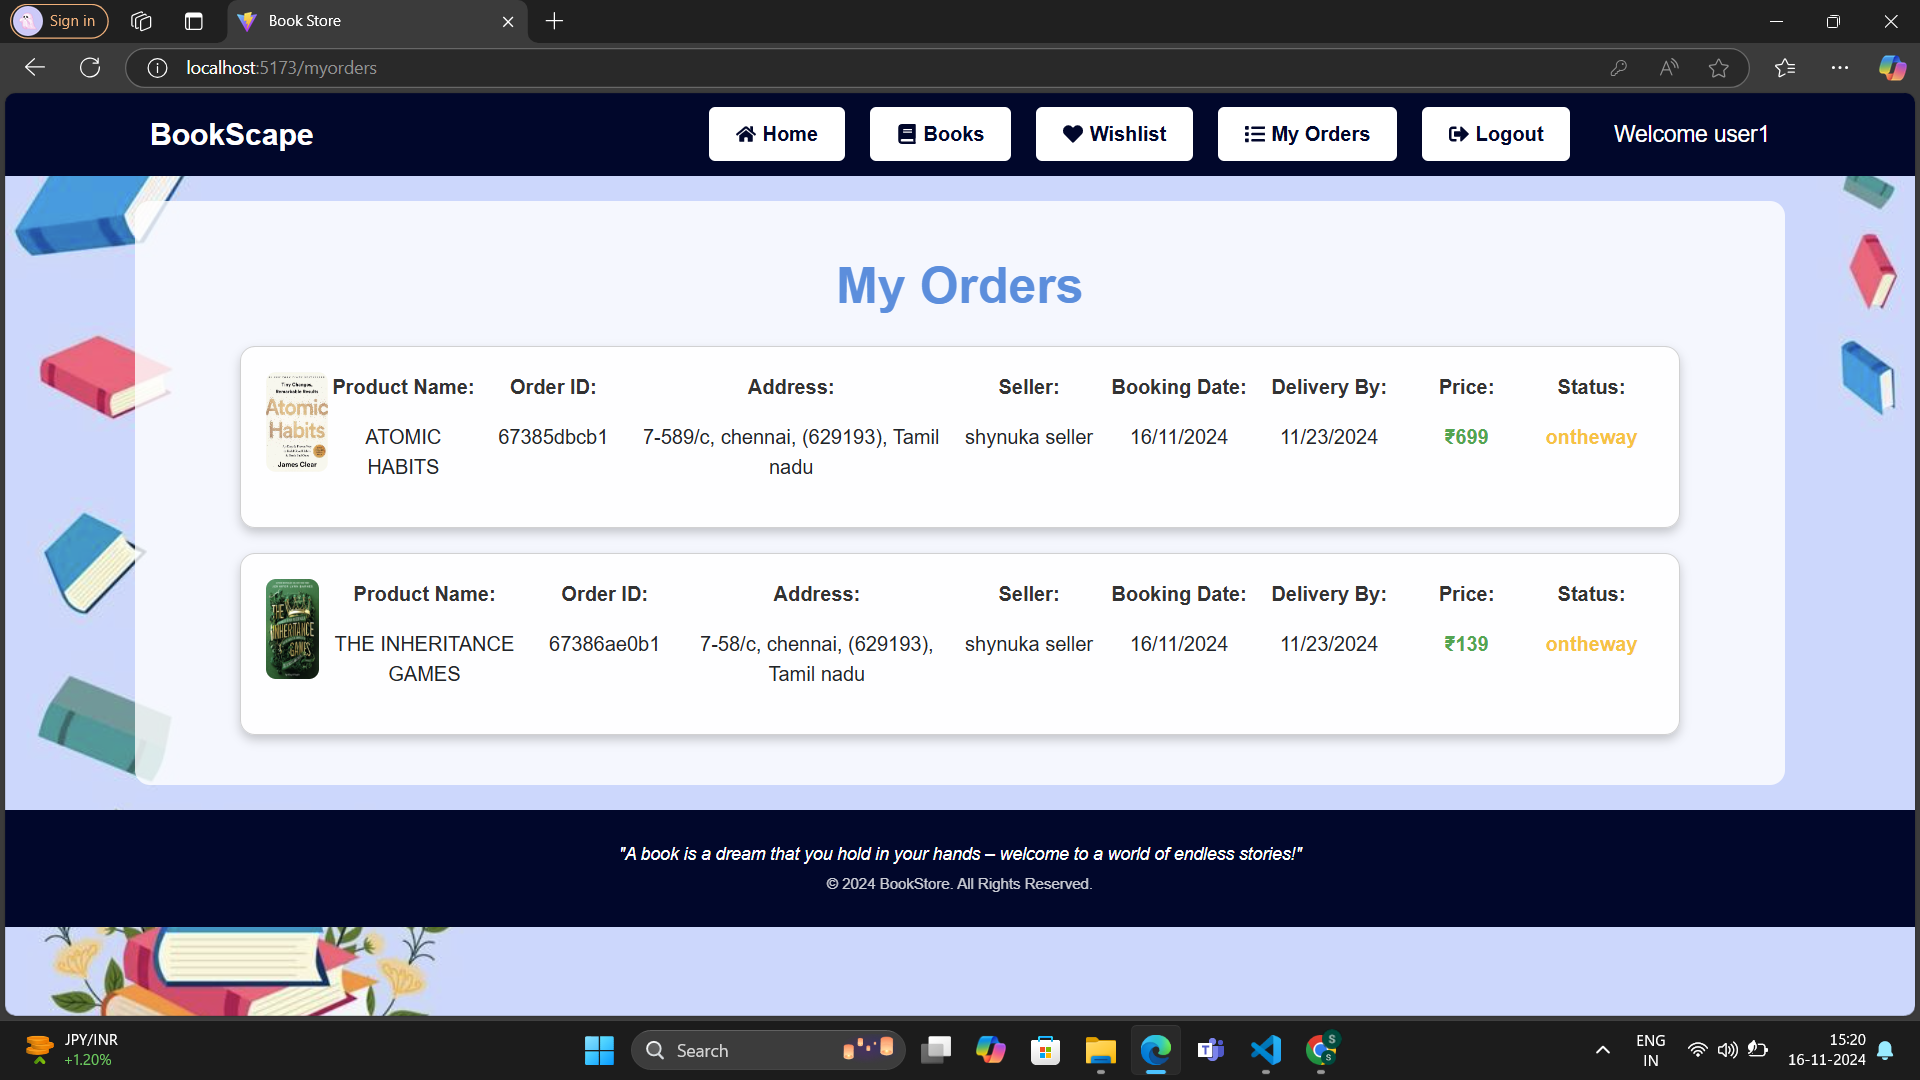 Sign in
Book Store
localhost:5173/myorders
BookScape
Home
Books
Wishlist
My Orders
Logout
Welcome user1
My Orders
Tiny Changes,
Remarkable Results
Atomic
Habits
James Clear
Product Name:
ATOMIC
HABITS
Order ID:
67385dbcb1
Address:
7-589/c, chennai, (629193), Tamil
nadu
Seller:
shynuka seller
Booking Date:
16/11/2024
Delivery By:
11/23/2024
Price:
₹699
Status:
ontheway
THE
INHERITANCE
GAMES
Product Name:
THE INHERITANCE
GAMES
Order ID:
67386ae0b1
Address:
7-58/c, chennai, (629193),
Tamil nadu
Seller:
shynuka seller
Booking Date:
16/11/2024
Delivery By:
11/23/2024
Price:
₹139
Status:
ontheway
"A book is a dream that you hold in your hands – welcome to a world of endless stories!"
© 2024 BookStore. All Rights Reserved.
JPY/INR
+1.20%
Search
ENG
IN
15:20
16-11-2024